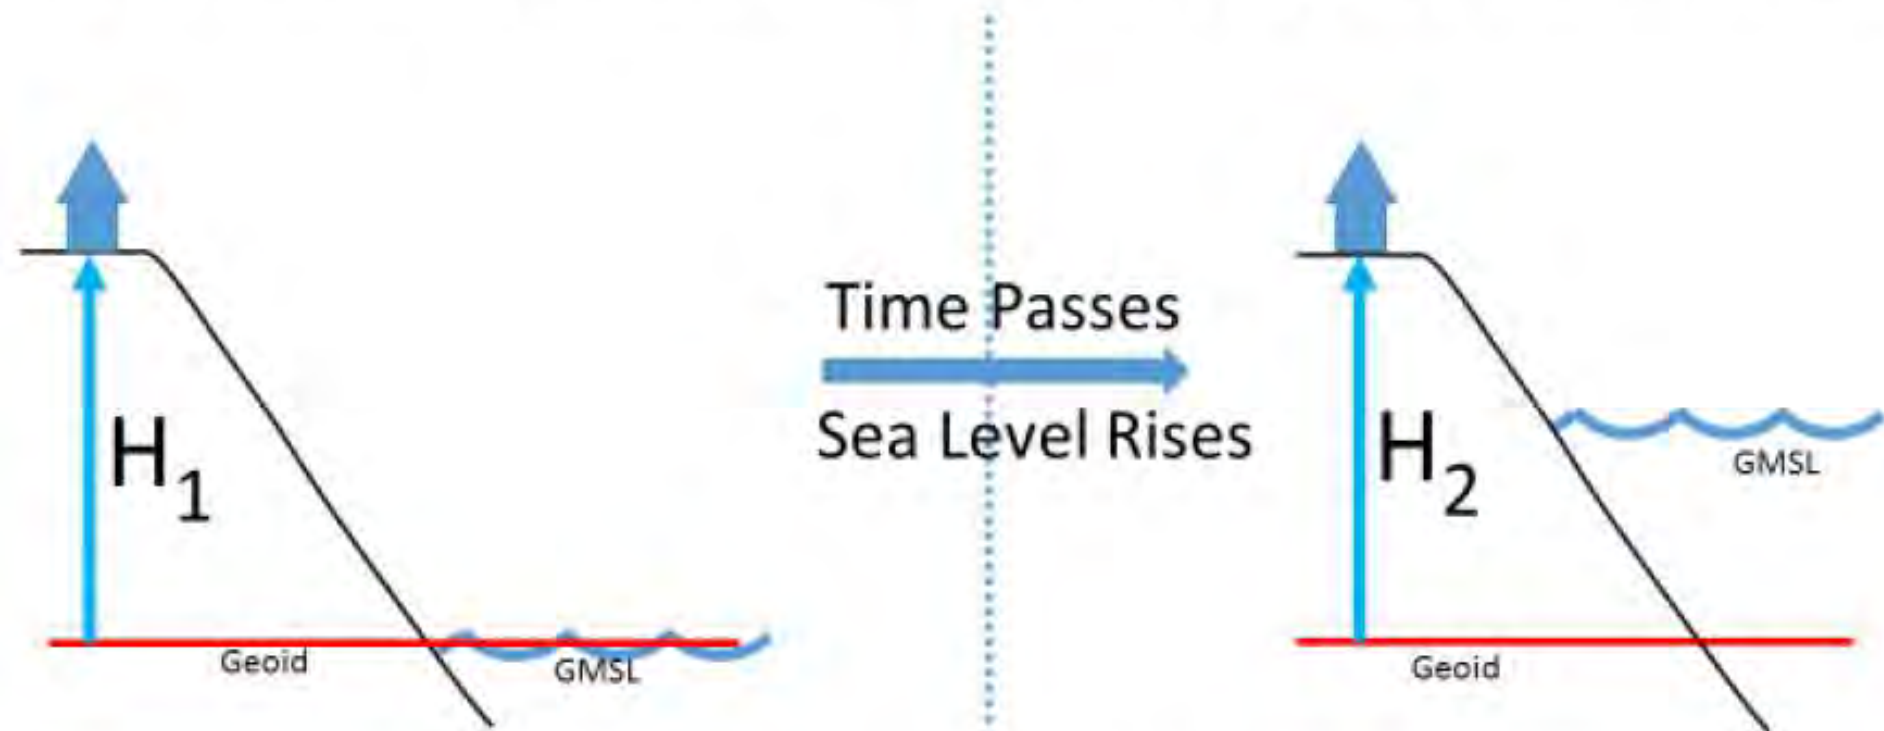 Time Passes
Sea Level Rises
H1
Geoid
GMSL
H2
GMSL
Geoid